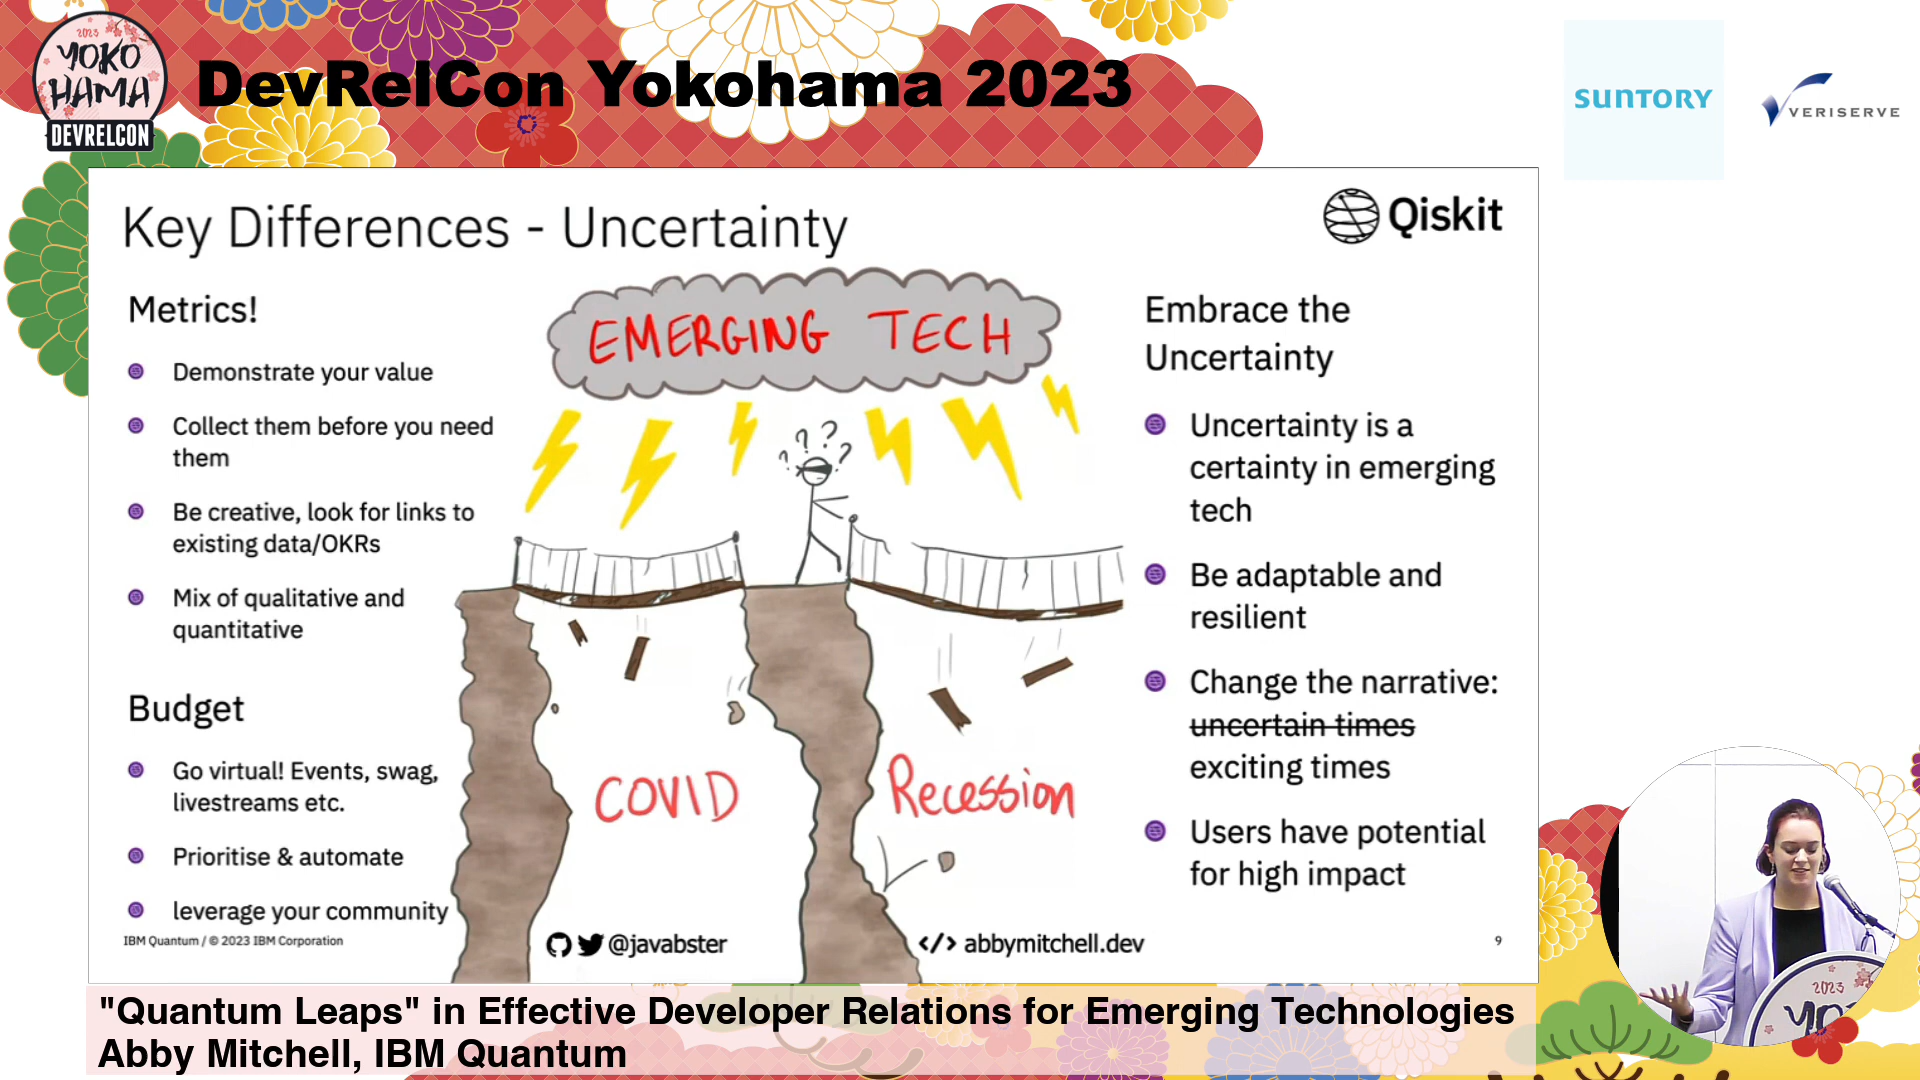 2023
YOKO
HAMA
DEVRELCON
DevRelCon Yokohama 2023
SUNTORY
VERISERVE
Key Differences - Uncertainty
Qiskit
Metrics!
Demonstrate your value
Collect them before you need
them
Be creative, look for links to
existing data/OKRs
Mix of qualitative and
quantitative
Budget
Go virtual! Events, swag,
livestreams etc.
Prioritise & automate
leverage your community
EMERGING TECH
? ? ? ?
COVID
Recession
Embrace the
Uncertainty
Uncertainty is a
certainty in emerging
tech
Be adaptable and
resilient
Change the narrative:
uncertain times
exciting times
Users have potential
for high impact
IBM Quantum / © 2023 IBM Corporation
@javabster
</> abbymitchell.dev
9
2023
"Quantum Leaps" in Effective Developer Relations for Emerging Technologies
Abby Mitchell, IBM Quantum